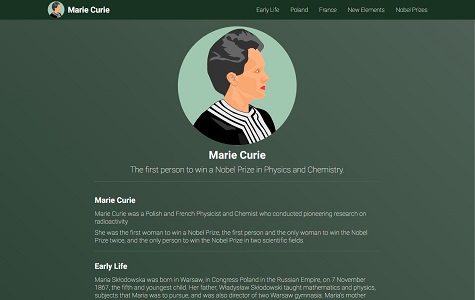 Marie Curie
Early Life
Poland
France
New Elements
Nobel Prizes
Marie Curie
The first person to win a Nobel Prize in Physics and Chemistry.
Marie Curie
Marie Curie was a Polish and French Physicist and Chemist who conducted pioneering research on
radioactivity
She was the first woman to win a Nobel Prize, the first person and the only woman to win the Nobel
Prize twice, and the only person to win the Nobel Prize in two scientific fields.
Early Life
Maria Skłodowska was born in Warsaw, in Congress Poland in the Russian Empire, on 7 November
1867, the fifth and youngest child. Her father, Władysław Skłodowski taught mathematics and physics,
subjects that Maria was to pursue, and was also director of two Warsaw gymnasia. Maria's mother